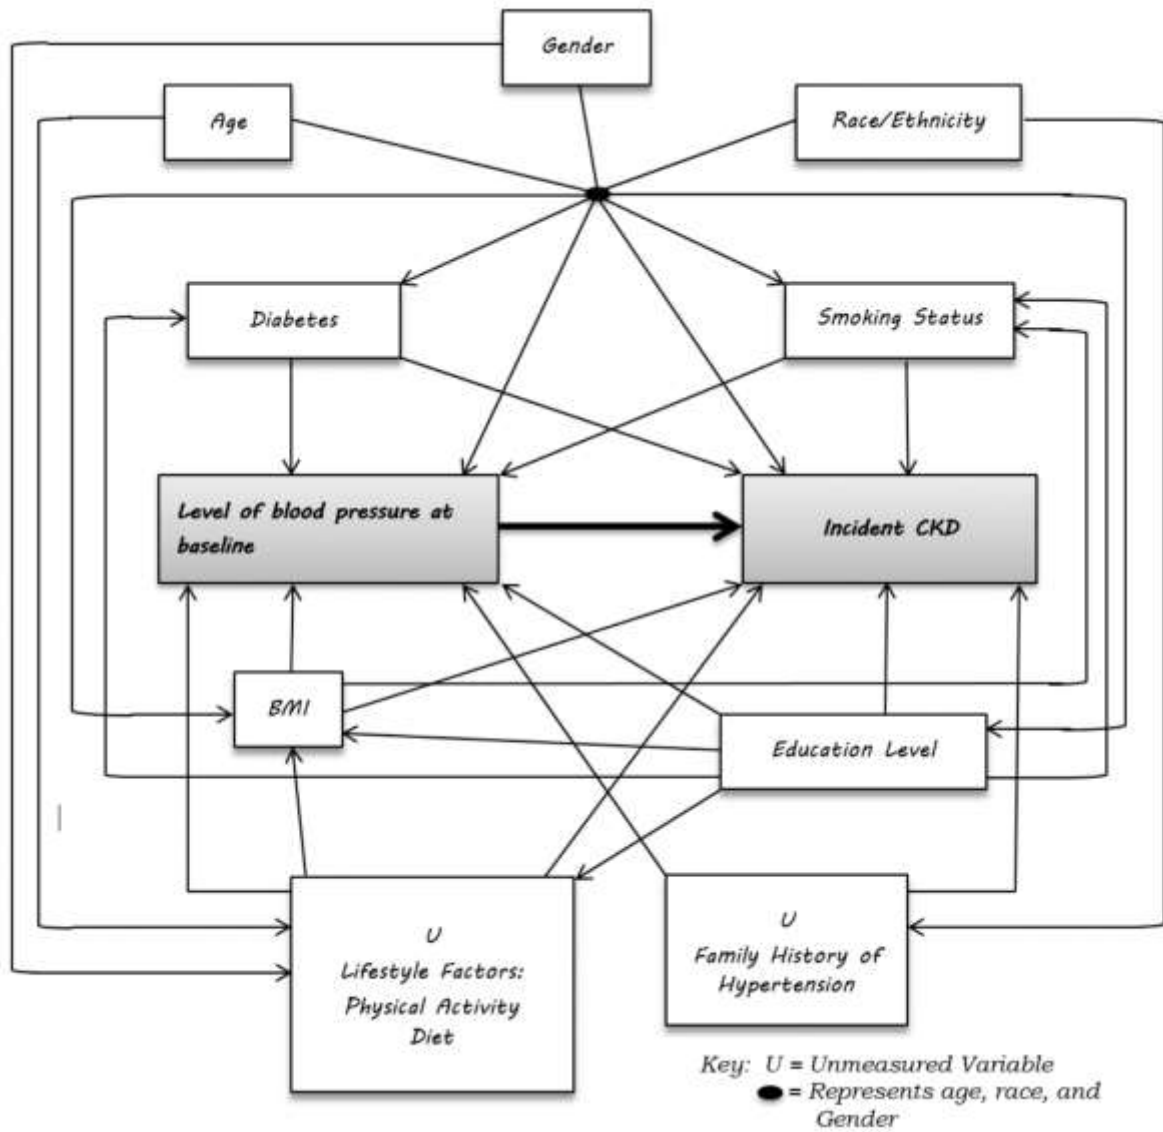 Gender
Age
Race/Ethnicity
Diabetes
Smoking Status
Level of blood pressure at
baseline
Incident CKD
BMI
Education Level
U
Lifestyle Factors:
Physical Activity
Diet
U
Family History of
Hypertension
Key: U = Unmeasured Variable
= Represents age, race, and
Gender